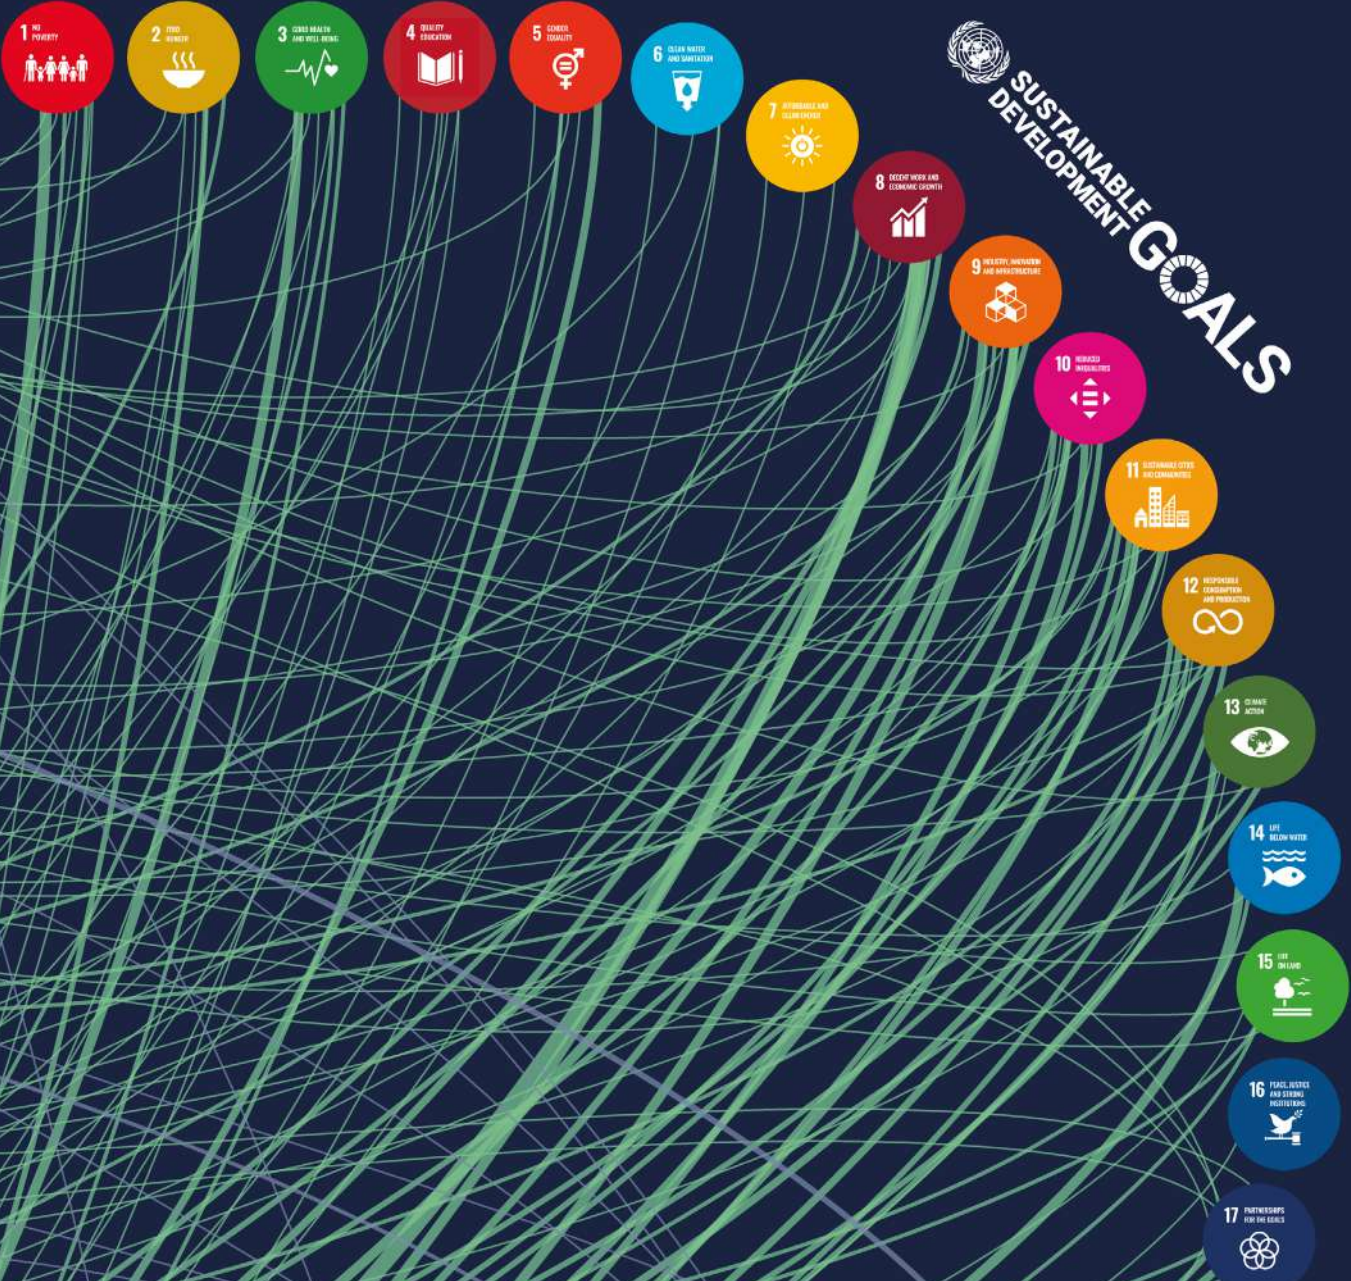 1 NO
POVERTY
2 ZERO
HUNGER
3 GOOD HEALTH
AND WELL-BEING
4 QUALITY
EDUCATION
5 GENDER
EQUALITY
6 CLEAN WATER
AND SANITATION
7 AFFORDABLE AND
CLEAN ENERGY
8 DECENT WORK AND
ECONOMIC GROWTH
SUSTAINABLE
DEVELOPMENT
GOALS
9 INDUSTRY, INNOVATION
AND INFRASTRUCTURE
10 REDUCED
INEQUALITIES
11 SUSTAINABLE CITIES
AND COMMUNITIES
12 RESPONSIBLE
CONSUMPTION
AND PRODUCTION
13 CLIMATE
ACTION
14 LIFE
BELOW WATER
15 LIFE
ON LAND
16 PEACE, JUSTICE
AND STRONG
INSTITUTIONS
17 PARTNERSHIPS
FOR THE GOALS